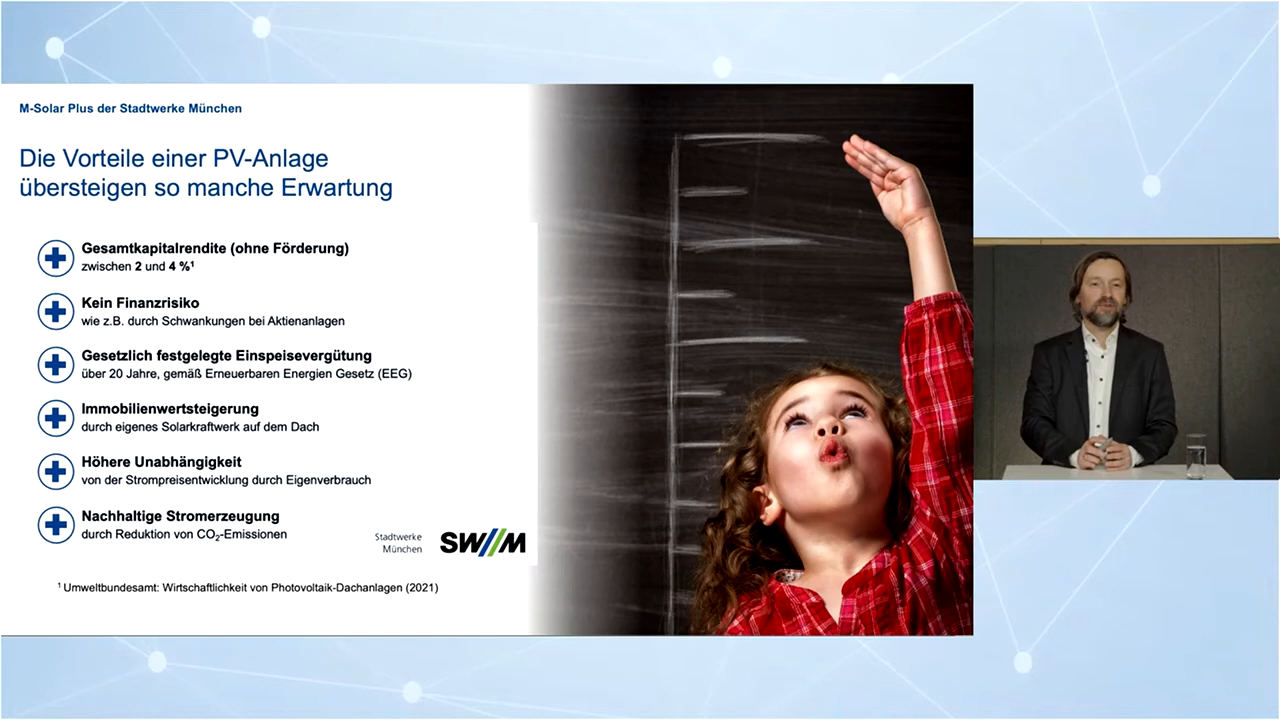 M-Solar Plus der Stadtwerke München
Die Vorteile einer PV-Anlage
übersteigen so manche Erwartung
Gesamtkapitalrendite (ohne Förderung)
zwischen 2 und 4 %¹
Kein Finanzrisiko
wie z.B. durch Schwankungen bei Aktienanlagen
Gesetzlich festgelegte Einspeisevergütung
über 20 Jahre, gemäß Erneuerbaren Energien Gesetz (EEG)
Immobilienwertsteigerung
durch eigenes Solarkraftwerk auf dem Dach
Höhere Unabhängigkeit
von der Strompreisentwicklung durch Eigenverbrauch
Nachhaltige Stromerzeugung
durch Reduktion von CO₂-Emissionen
Stadtwerke
München
SWM
¹ Umweltbundesamt: Wirtschaftlichkeit von Photovoltaik-Dachanlagen (2021)